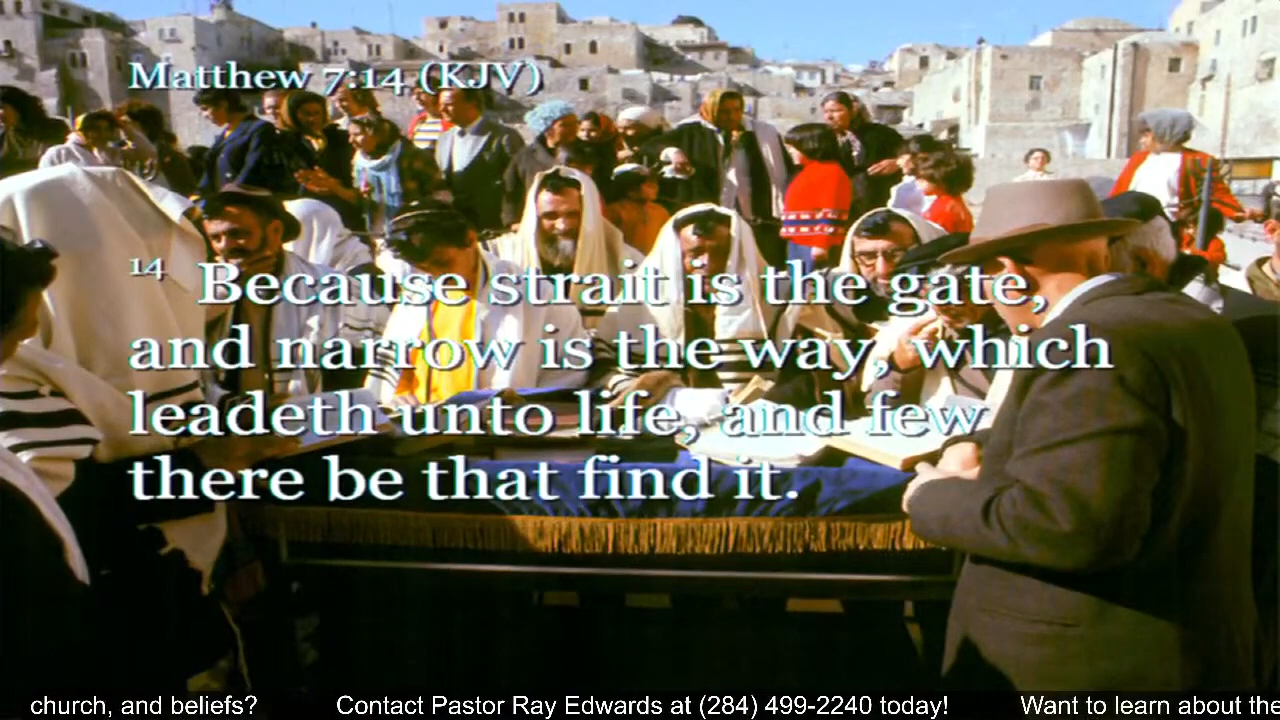 Matthew 7:14 (KJV)
14 Because strait is the gate,
and narrow is the way, which
leadeth unto life, and few
there be that find it.
church, and beliefs? Contact Pastor Ray Edwards at (284) 499-2240 today! Want to learn about the